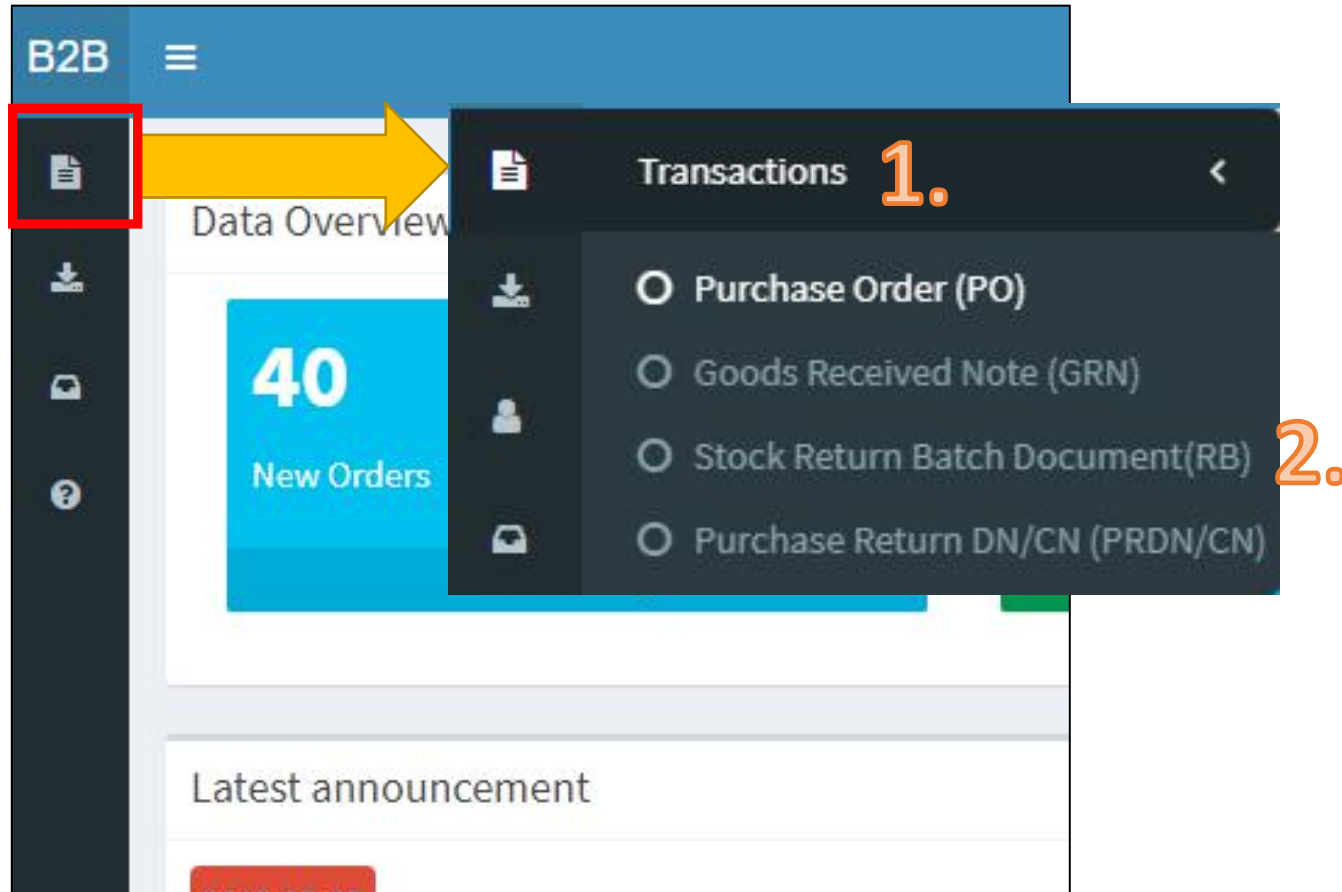 B2B
Transactions 1.
Data Overview
Purchase Order (PO)
40
Goods Received Note (GRN)
New Orders
Stock Return Batch Document(RB) 2.
Purchase Return DN/CN (PRDN/CN)
Latest announcement